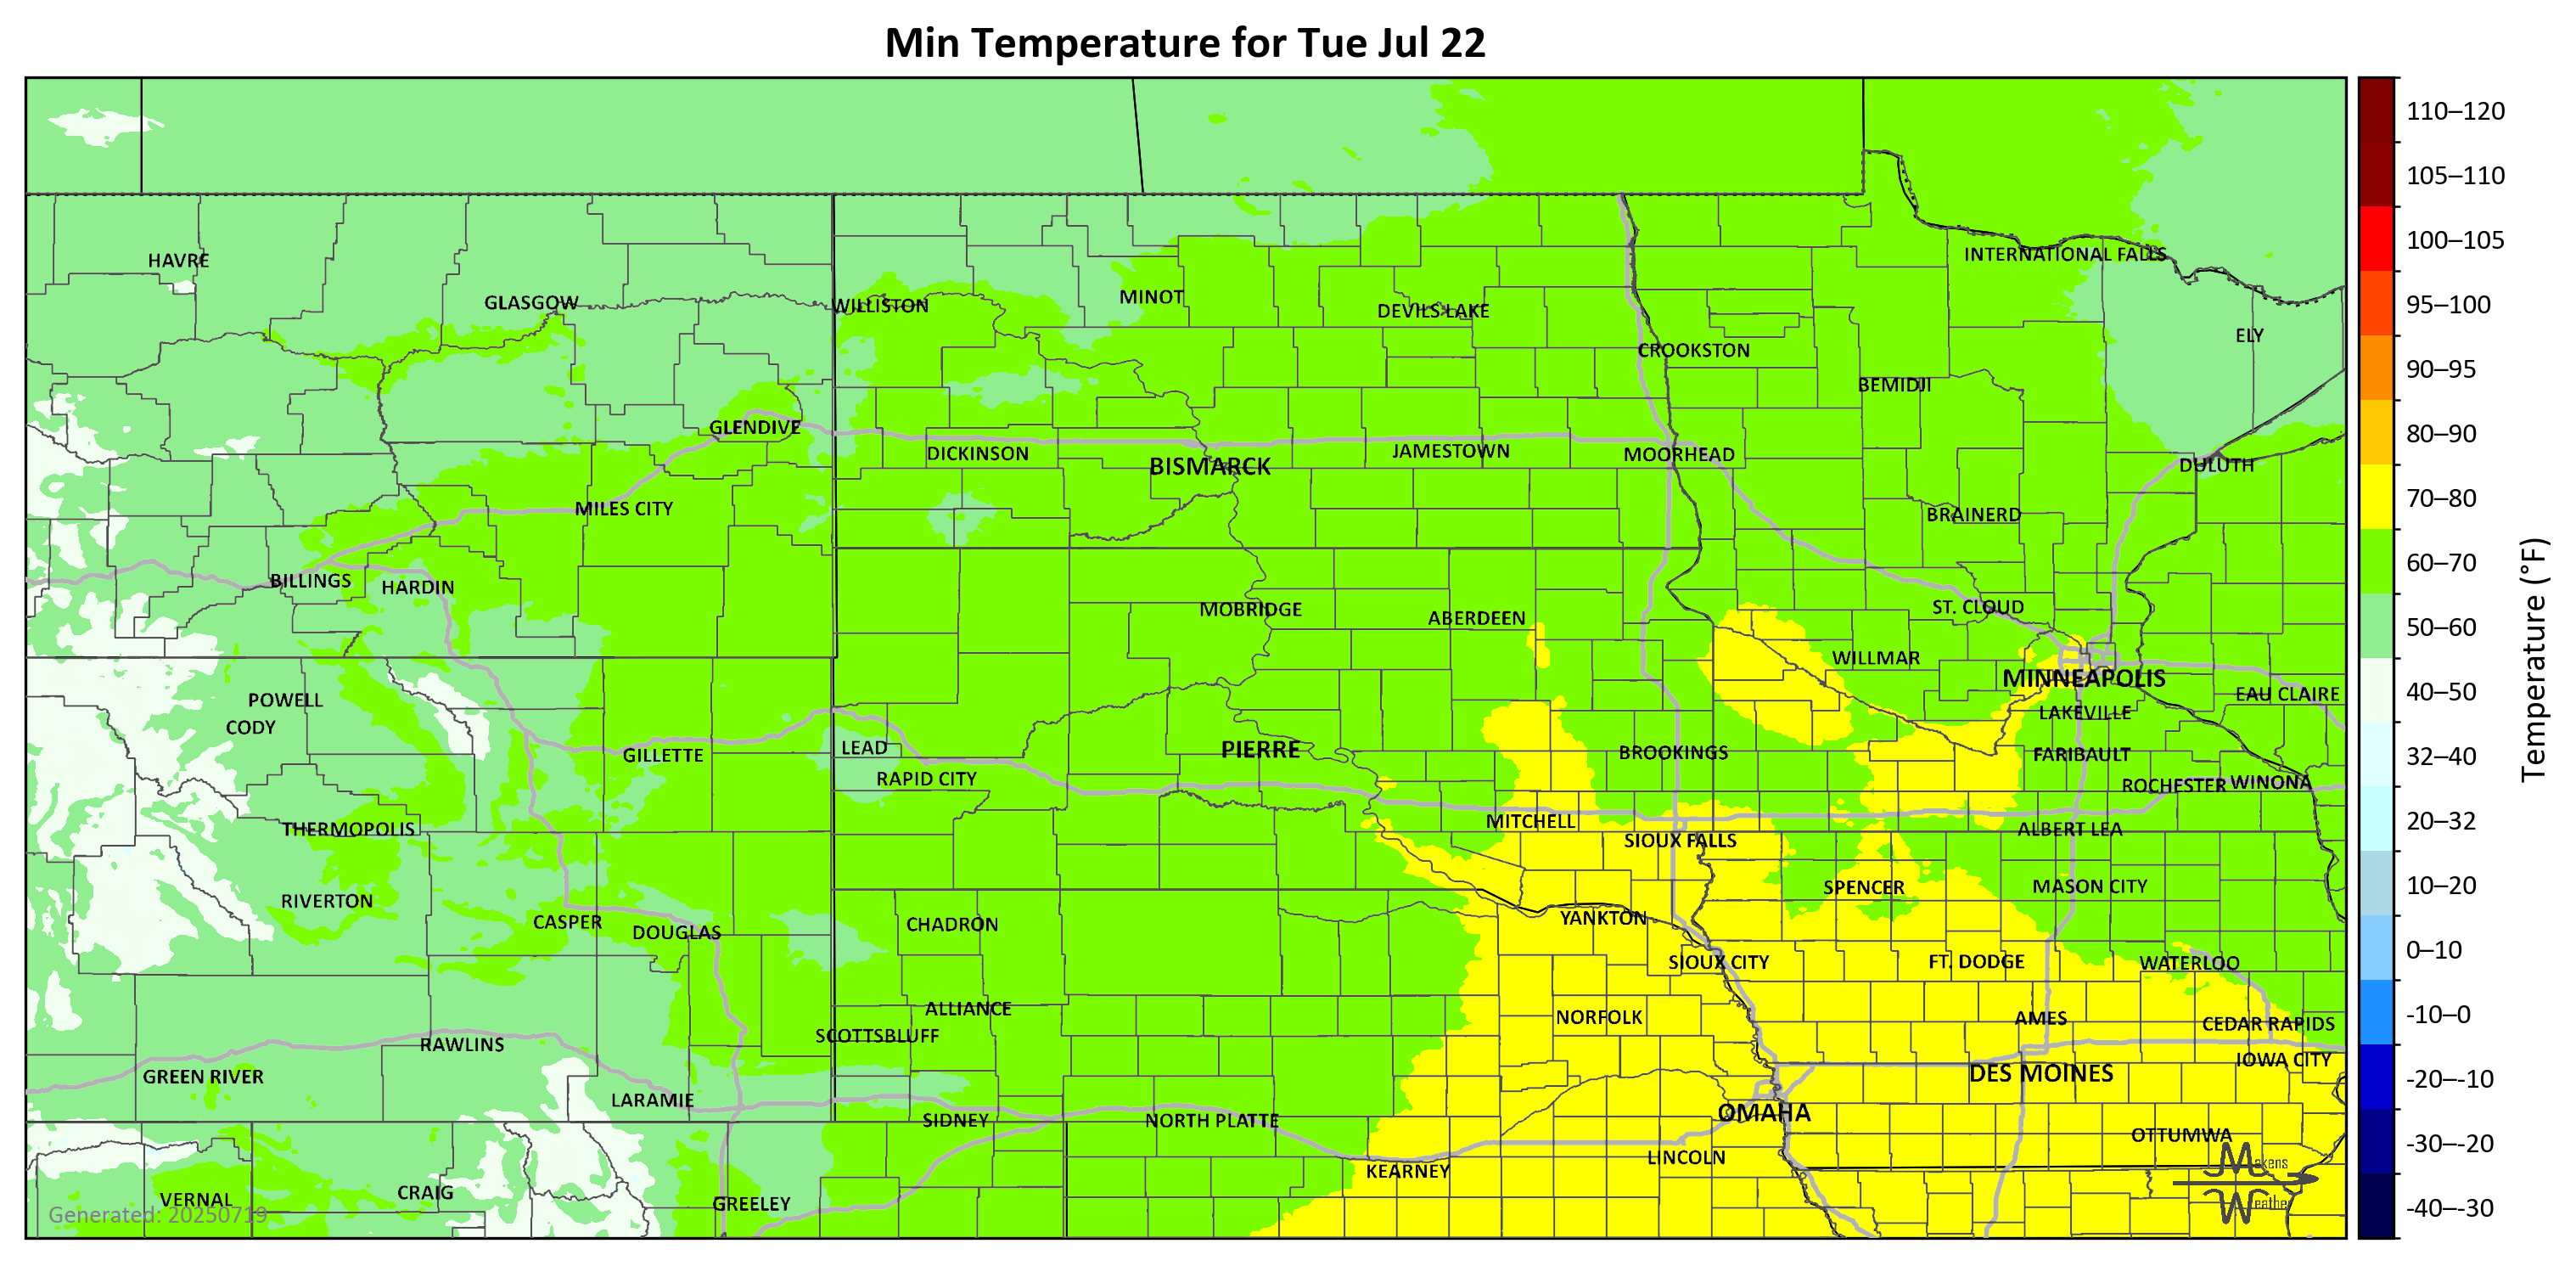 Min Temperature for Tue Jul 22
110–120
105–110
100–105
95–100
90–95
80–90
70–80
60–70
50–60
40–50
32–40
20–32
10–20
0–10
-10–0
-20–-10
-30–-20
-40–-30
Temperature (°F)
HAVRE
INTERNATIONAL FALLS
GLASGOW
WILLISTON
MINOT
DEVILS LAKE
ELY
CROOKSTON
BEMIDJI
GLENDIVE
DICKINSON
BISMARCK
JAMESTOWN
MOORHEAD
DULUTH
MILES CITY
BRAINERD
BILLINGS
HARDIN
MOBRIDGE
ABERDEEN
ST. CLOUD
WILLMAR
MINNEAPOLIS
POWELL
EAU CLAIRE
CODY
LAKEVILLE
GILLETTE
LEAD
PIERRE
BROOKINGS
FARIBAULT
RAPID CITY
ROCHESTER
WINONA
THERMOPOLIS
MITCHELL
SIOUX FALLS
ALBERT LEA
RIVERTON
SPENCER
MASON CITY
CASPER
DOUGLAS
CHADRON
YANKTON
SIOUX CITY
FT. DODGE
WATERLOO
ALLIANCE
NORFOLK
AMES
CEDAR RAPIDS
SCOTTSBLUFF
RAWLINS
IOWA CITY
GREEN RIVER
DES MOINES
LARAMIE
SIDNEY
NORTH PLATTE
OMAHA
OTTUMWA
KEARNEY
LINCOLN
VERNAL
CRAIG
GREELEY
Generated: 20250719
Makens
Weather